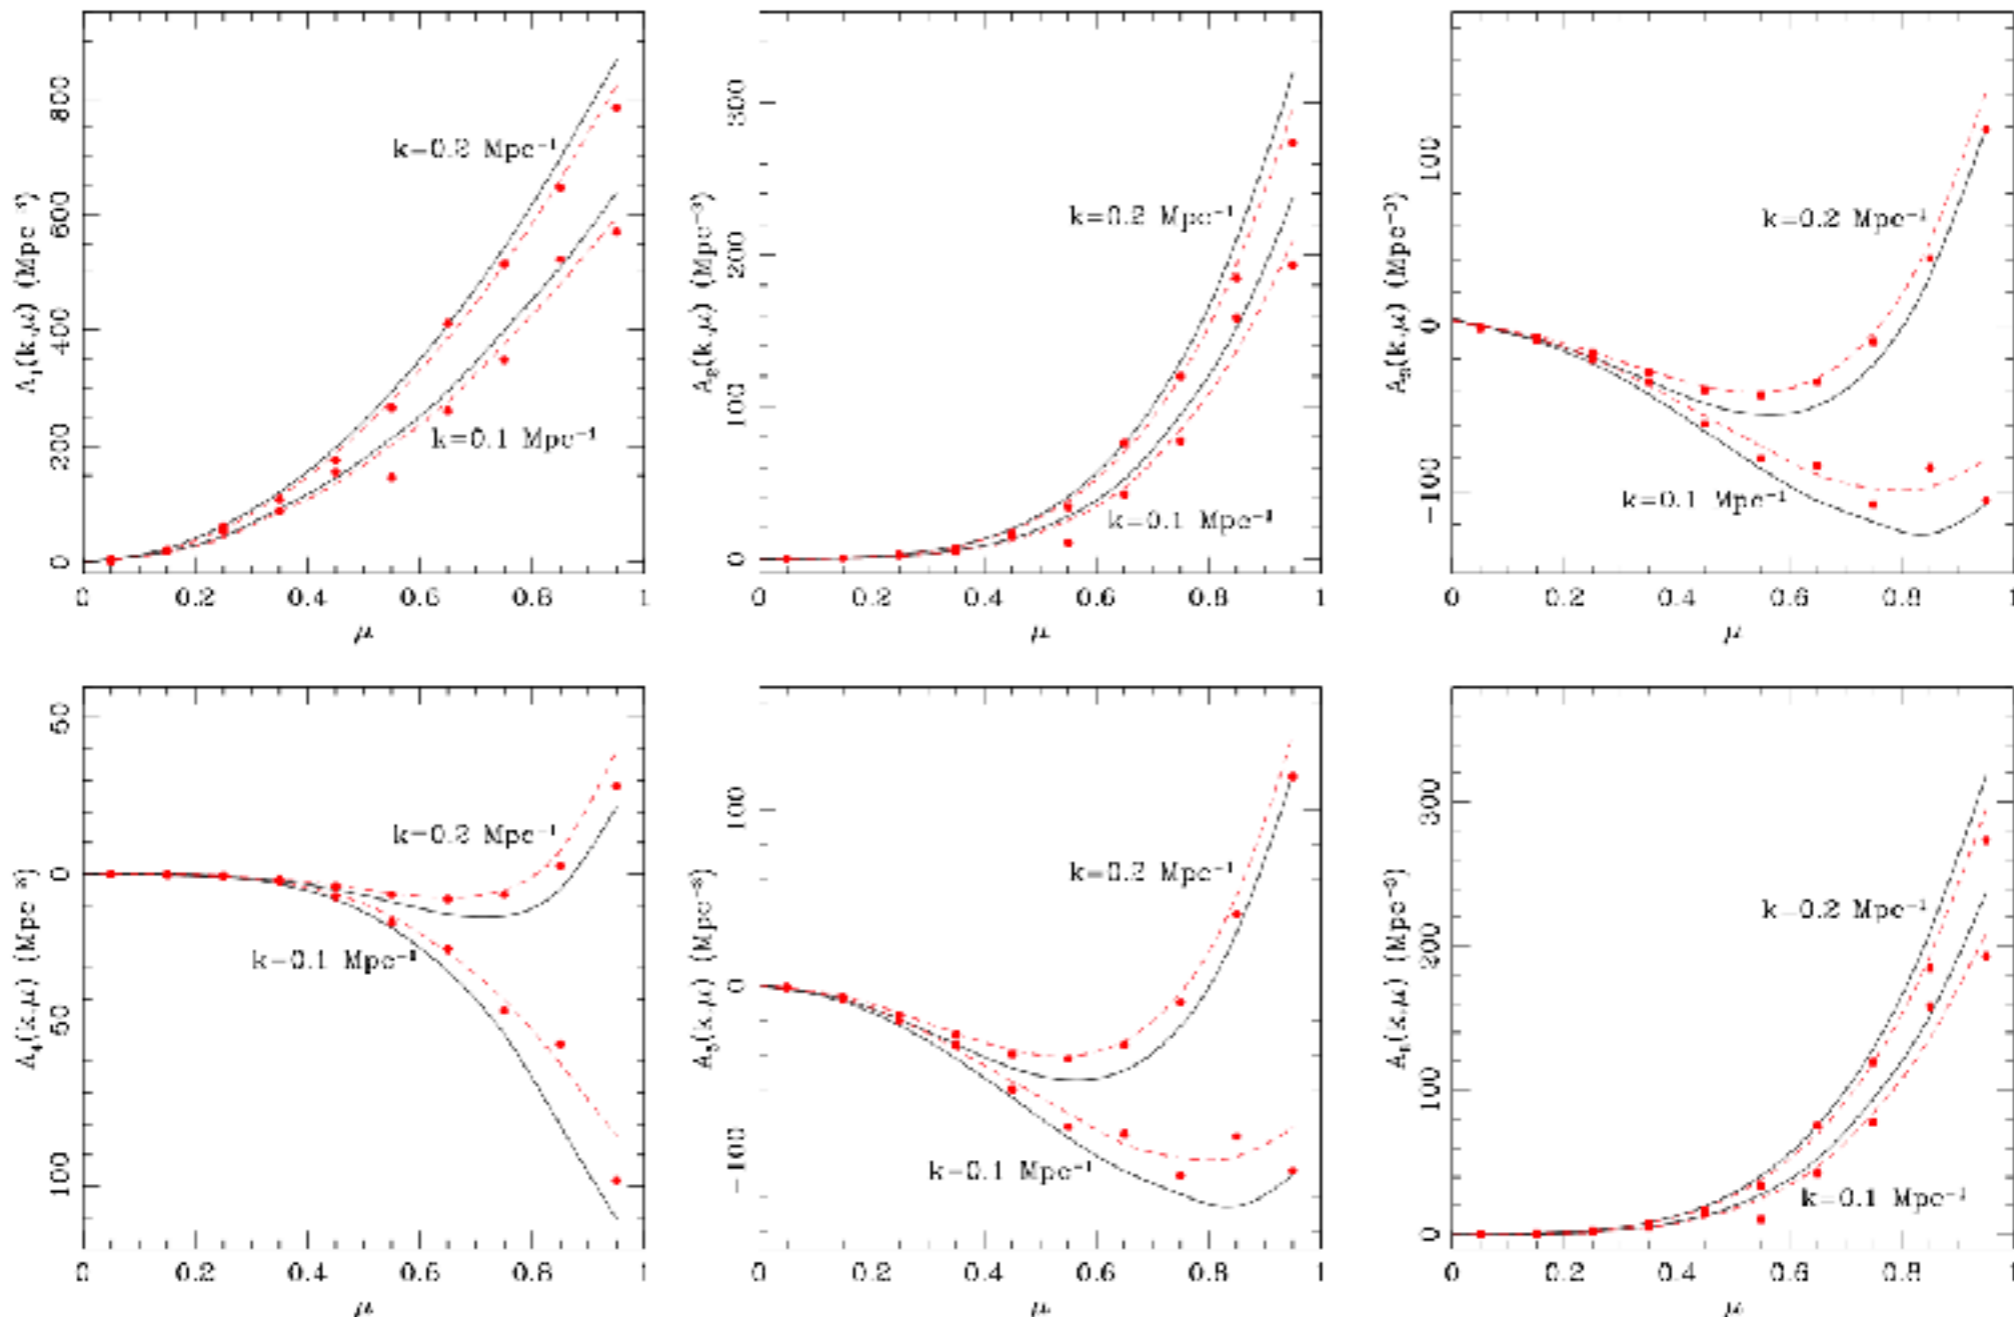 A₁(k,μ) (Mpc⁻³)
800
600
400
200
0
k=0.2 Mpc⁻¹
k=0.1 Mpc⁻¹
0 0.2 0.4 0.6 0.8 1
μ
A₂(k,μ) (Mpc⁻³)
300
200
100
0
k=0.2 Mpc⁻¹
k=0.1 Mpc⁻¹
0 0.2 0.4 0.6 0.8 1
μ
A₃(k,μ) (Mpc⁻³)
100
0
−100
k=0.2 Mpc⁻¹
k=0.1 Mpc⁻¹
0 0.2 0.4 0.6 0.8 1
μ
A₄(k,μ) (Mpc⁻³)
50
0
50
100
k=0.2 Mpc⁻¹
k=0.1 Mpc⁻¹
0 0.2 0.4 0.6 0.8 1
μ
A₅(k,μ) (Mpc⁻³)
100
0
−100
k=0.2 Mpc⁻¹
k=0.1 Mpc⁻¹
0 0.2 0.4 0.6 0.8 1
μ
(k,μ) (Mpc⁻³)
300
200
100
0
k=0.2 Mpc⁻¹
k=0.1 Mpc⁻¹
0 0.2 0.4 0.6 0.8 1
μ